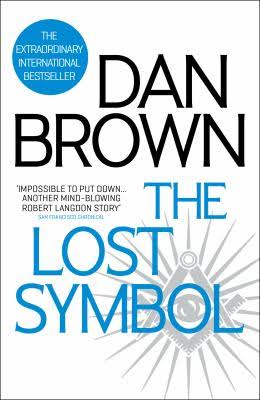 THE
EXTRAORDINARY
INTERNATIONAL
BESTSELLER
DAN
BROWN
'IMPOSSIBLE TO PUT DOWN...
ANOTHER MIND-BLOWING
ROBERT LANGDON STORY'
SAN FRANCISCO CHRONICAL
THE
LOST
SYMBOL